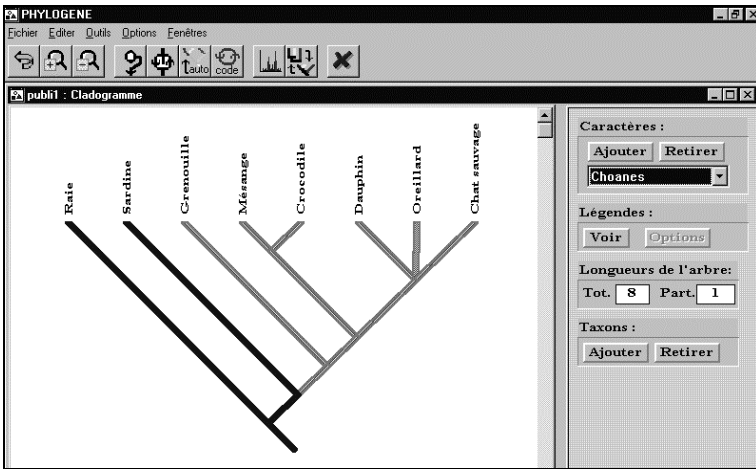 PHYLOGENE
Fichier Editer Outils Options Fenêtres
auto code t
publi1 : Cladogramme
Raie Sardine Grenouille Mésange Crocodile Dauphin Oreillard Chat sauvage
Caractères :
Ajouter Retirer
Choanes
Légendes :
Voir Options
Longueurs de l'arbre:
Tot. 8 Part. 1
Taxons :
Ajouter Retirer